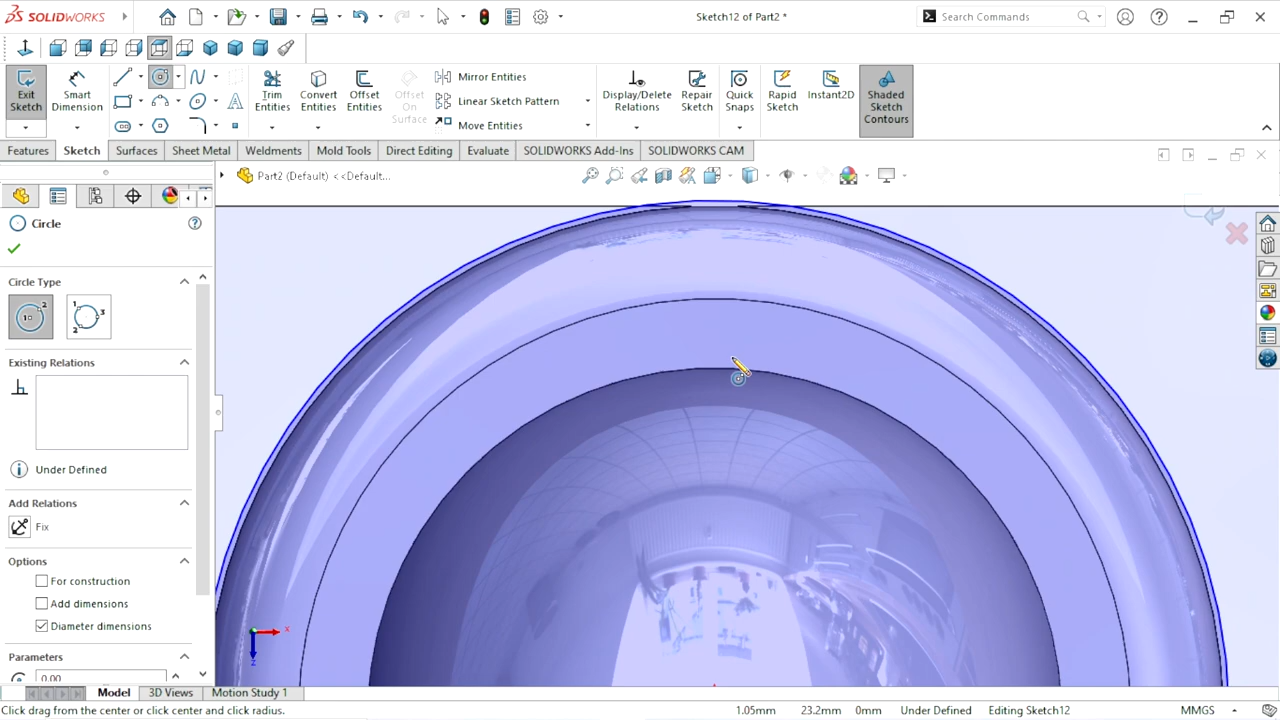 SOLIDWORKS
Sketch12 of Part2 *
Search Commands
Exit Sketch
Smart Dimension
Trim Entities
Convert Entities
Offset Entities
Offset On Surface
Mirror Entities
Linear Sketch Pattern
Move Entities
Display/Delete Relations
Repair Sketch
Quick Snaps
Rapid Sketch
Instant2D
Shaded Sketch Contours
Features Sketch Surfaces Sheet Metal Weldments Mold Tools Direct Editing Evaluate SOLIDWORKS Add-Ins SOLIDWORKS CAM
Part2 (Default) <<Default...
Circle
Circle Type
Existing Relations
Under Defined
Add Relations
Fix
Options
For construction
Add dimensions
Diameter dimensions
Parameters
0.00
x
z
Model 3D Views Motion Study 1
Click drag from the center or click center and click radius. 1.05mm 23.2mm 0mm Under Defined Editing Sketch12 MMGS